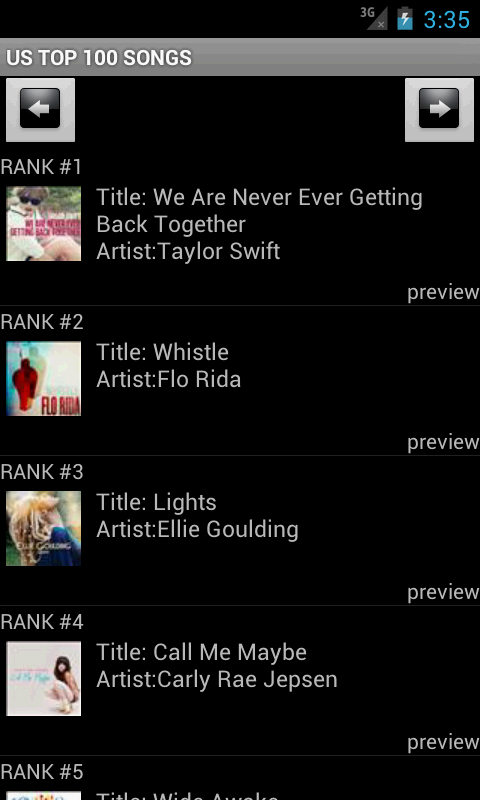 3G
3:35
US TOP 100 SONGS
RANK #1
WE ARE NEVER EVER
GETTING BACK TOGETHER
Title: We Are Never Ever Getting
Back Together
Artist:Taylor Swift
preview
RANK #2
FLO RIDA
Title: Whistle
Artist:Flo Rida
preview
RANK #3
ELLIE GOULDING
Title: Lights
Artist:Ellie Goulding
preview
RANK #4
Call Me Maybe
Title: Call Me Maybe
Artist:Carly Rae Jepsen
preview
RANK #5
Title: Wide Awake